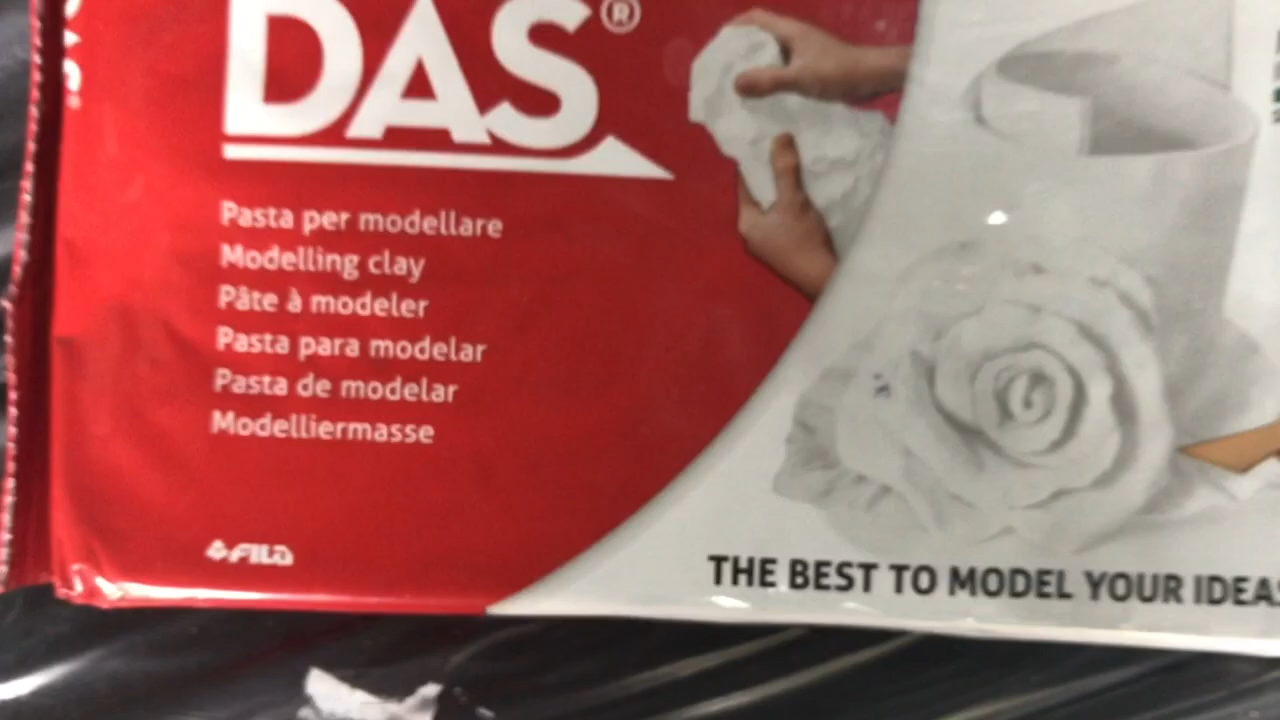 DAS®
Pasta per modellare
Modelling clay
Pâte à modeler
Pasta para modelar
Pasta de modelar
Modelliermasse
FILA
THE BEST TO MODEL YOUR IDEAS